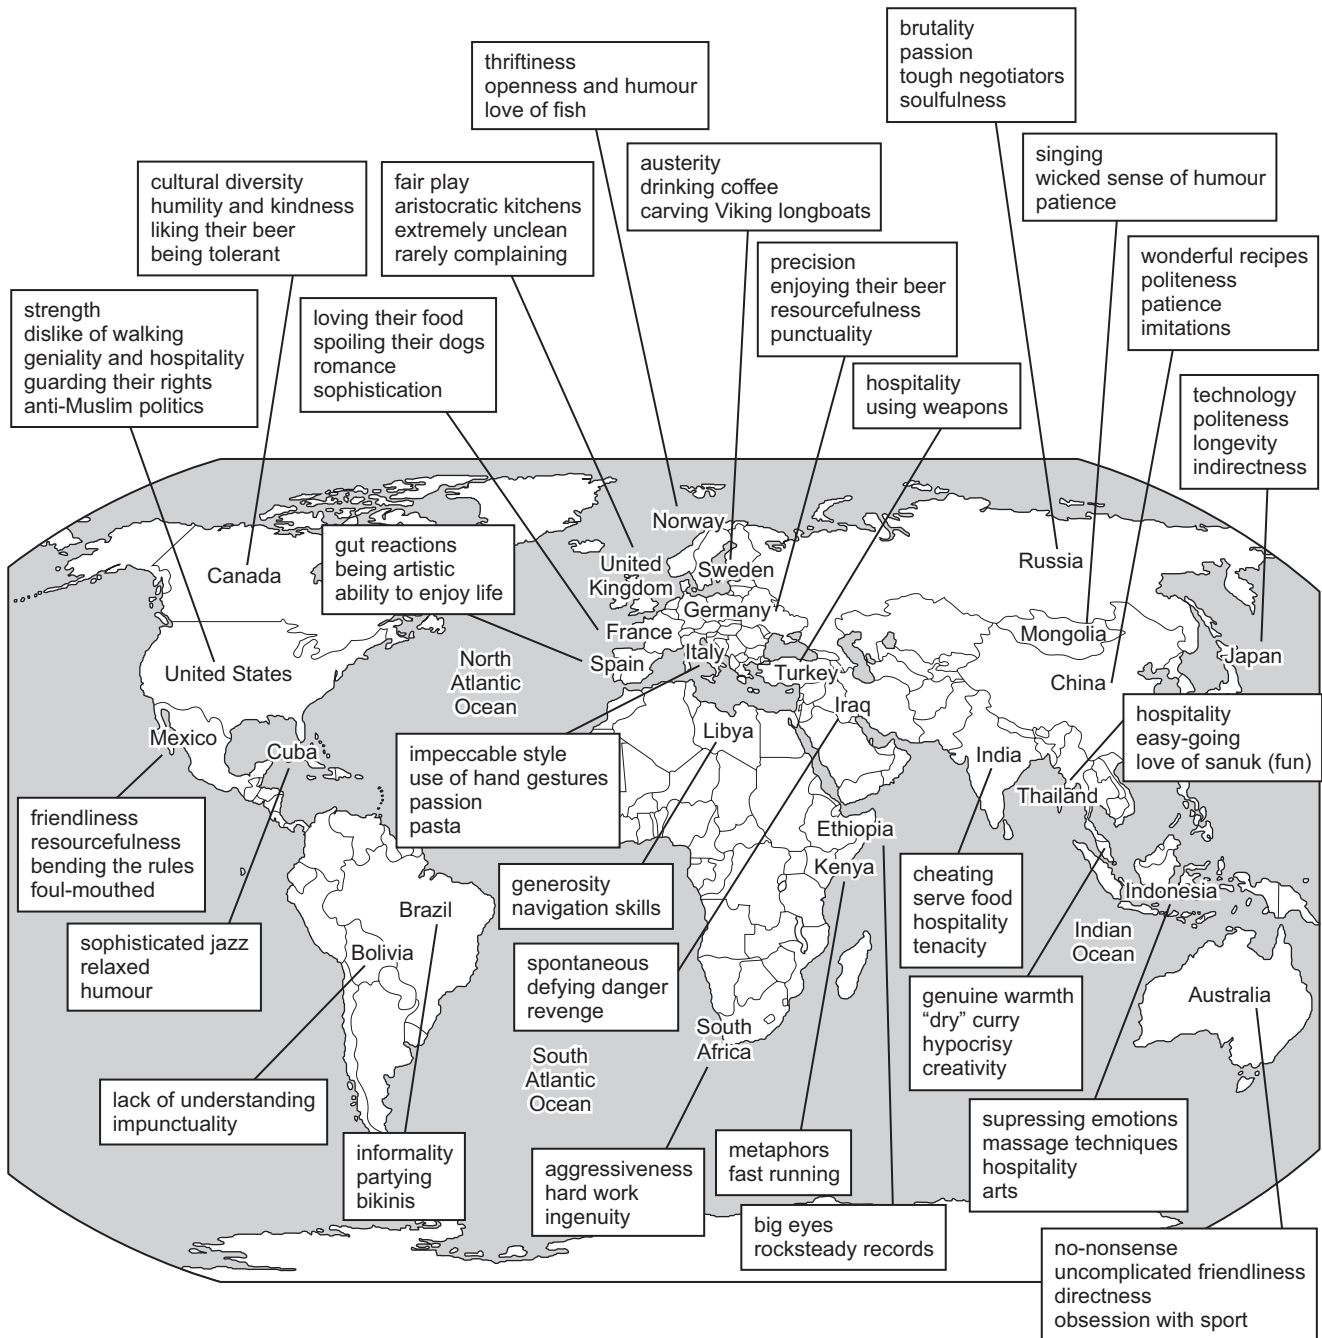 brutality
passion
tough negotiators
soulfulness
thriftiness
openness and humour
love of fish
singing
wicked sense of humour
patience
austerity
drinking coffee
carving Viking longboats
cultural diversity
humility and kindness
liking their beer
being tolerant
fair play
aristocratic kitchens
extremely unclean
rarely complaining
wonderful recipes
politeness
patience
imitations
precision
enjoying their beer
resourcefulness
punctuality
strength
dislike of walking
geniality and hospitality
guarding their rights
anti-Muslim politics
loving their food
spoiling their dogs
romance
sophistication
hospitality
using weapons
technology
politeness
longevity
indirectness
Norway
gut reactions
being artistic
ability to enjoy life
Canada
United
Kingdom
Sweden
Russia
Germany
France
Mongolia
Italy
Spain
Japan
United States
Turkey
China
North
Atlantic
Ocean
Iraq
Mexico
Cuba
Libya
India
Thailand
hospitality
easy-going
love of sanuk (fun)
impeccable style
use of hand gestures
passion
pasta
friendliness
resourcefulness
bending the rules
foul-mouthed
Ethiopia
Kenya
generosity
navigation skills
cheating
serve food
hospitality
tenacity
Indonesia
Brazil
Bolivia
Indian
Ocean
sophisticated jazz
relaxed
humour
spontaneous
defying danger
revenge
genuine warmth
“dry” curry
hypocrisy
creativity
Australia
South
Africa
South
Atlantic
Ocean
lack of understanding
impunctuality
informality
partying
bikinis
aggressiveness
hard work
ingenuity
metaphors
fast running
supressing emotions
massage techniques
hospitality
arts
big eyes
rocksteady records
no-nonsense
uncomplicated friendliness
directness
obsession with sport